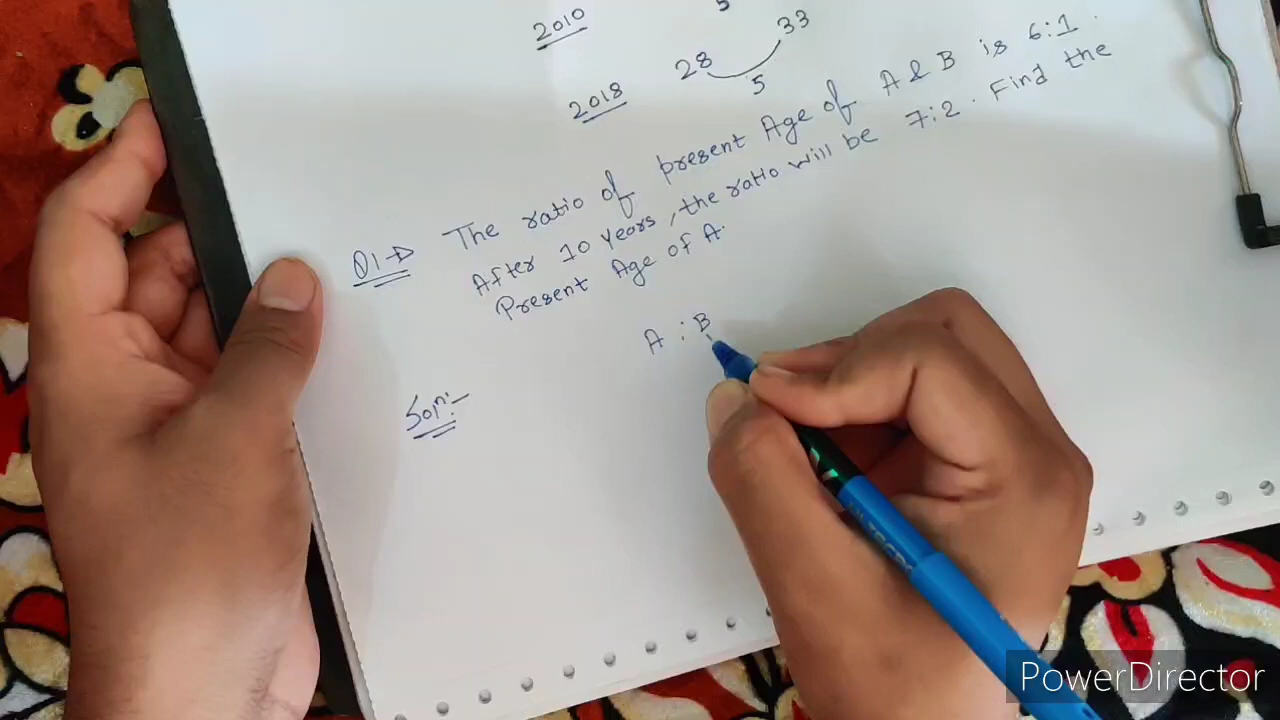 2010
5
2018
28
33
5
Q1→ The ratio of present Age of A & B is 6:1.
After 10 Years, the ratio will be 7:2. Find the
Present Age of A.
Soln:-
A : B
PowerDirector